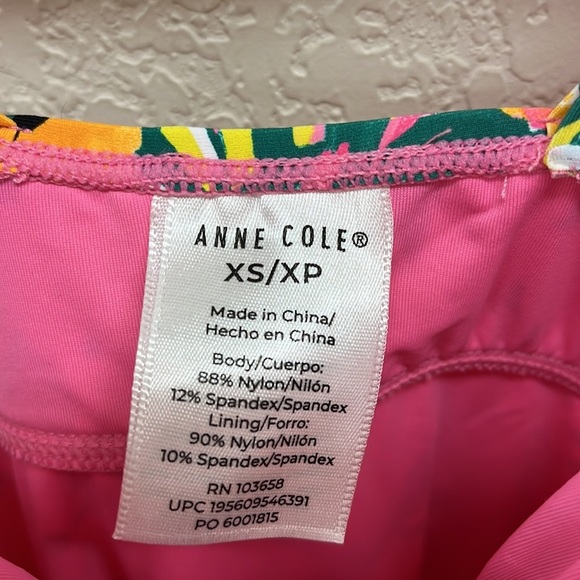 ANNE COLE®
XS/XP
Made in China/
Hecho en China
Body/Cuerpo:
88% Nylon/Nilón
12% Spandex/Spandex
Lining/Forro:
90% Nylon/Nilón
10% Spandex/Spandex
RN 103658
UPC 195609546391
PO 6001815